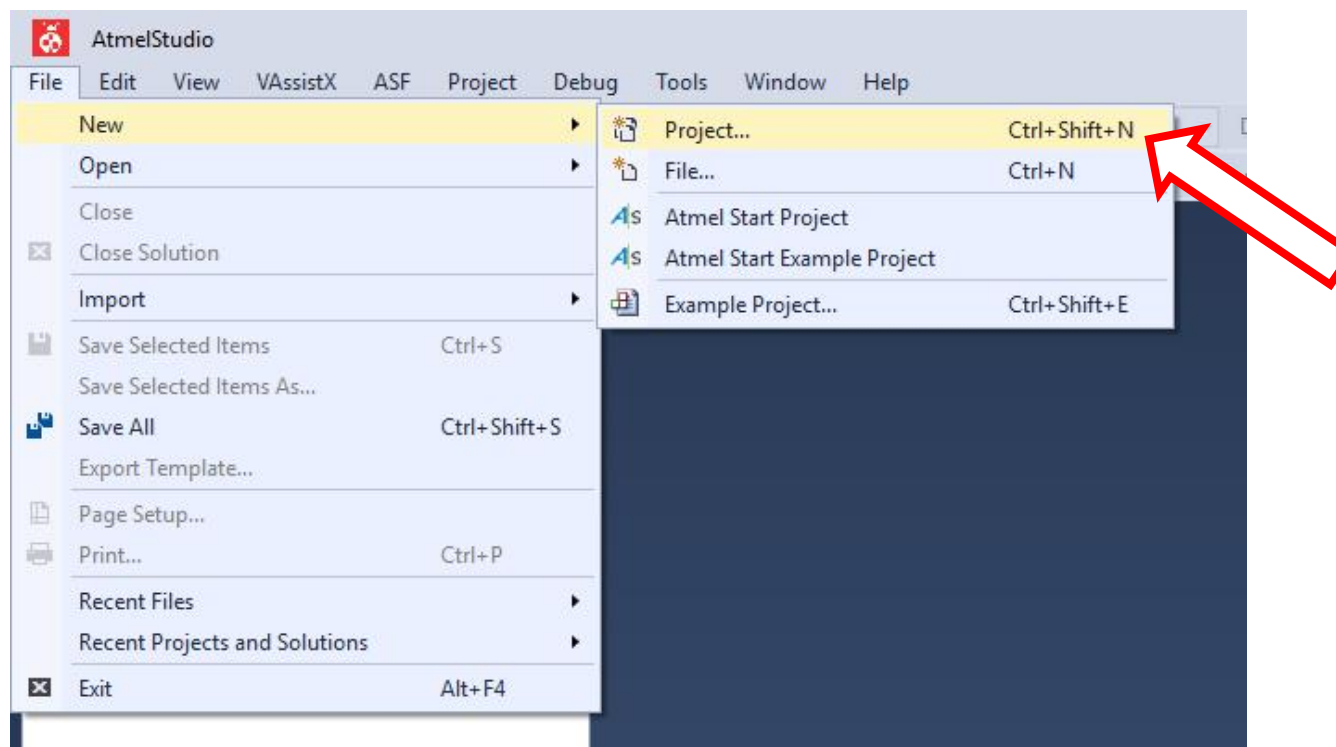 AtmelStudio
File Edit View VAssistX ASF Project Debug Tools Window Help
New
Open
Close
Close Solution
Import
Save Selected Items Ctrl+S
Save Selected Items As...
Save All Ctrl+Shift+S
Export Template...
Page Setup...
Print... Ctrl+P
Recent Files
Recent Projects and Solutions
Exit Alt+F4
Project... Ctrl+Shift+N
File... Ctrl+N
Atmel Start Project
Atmel Start Example Project
Example Project... Ctrl+Shift+E